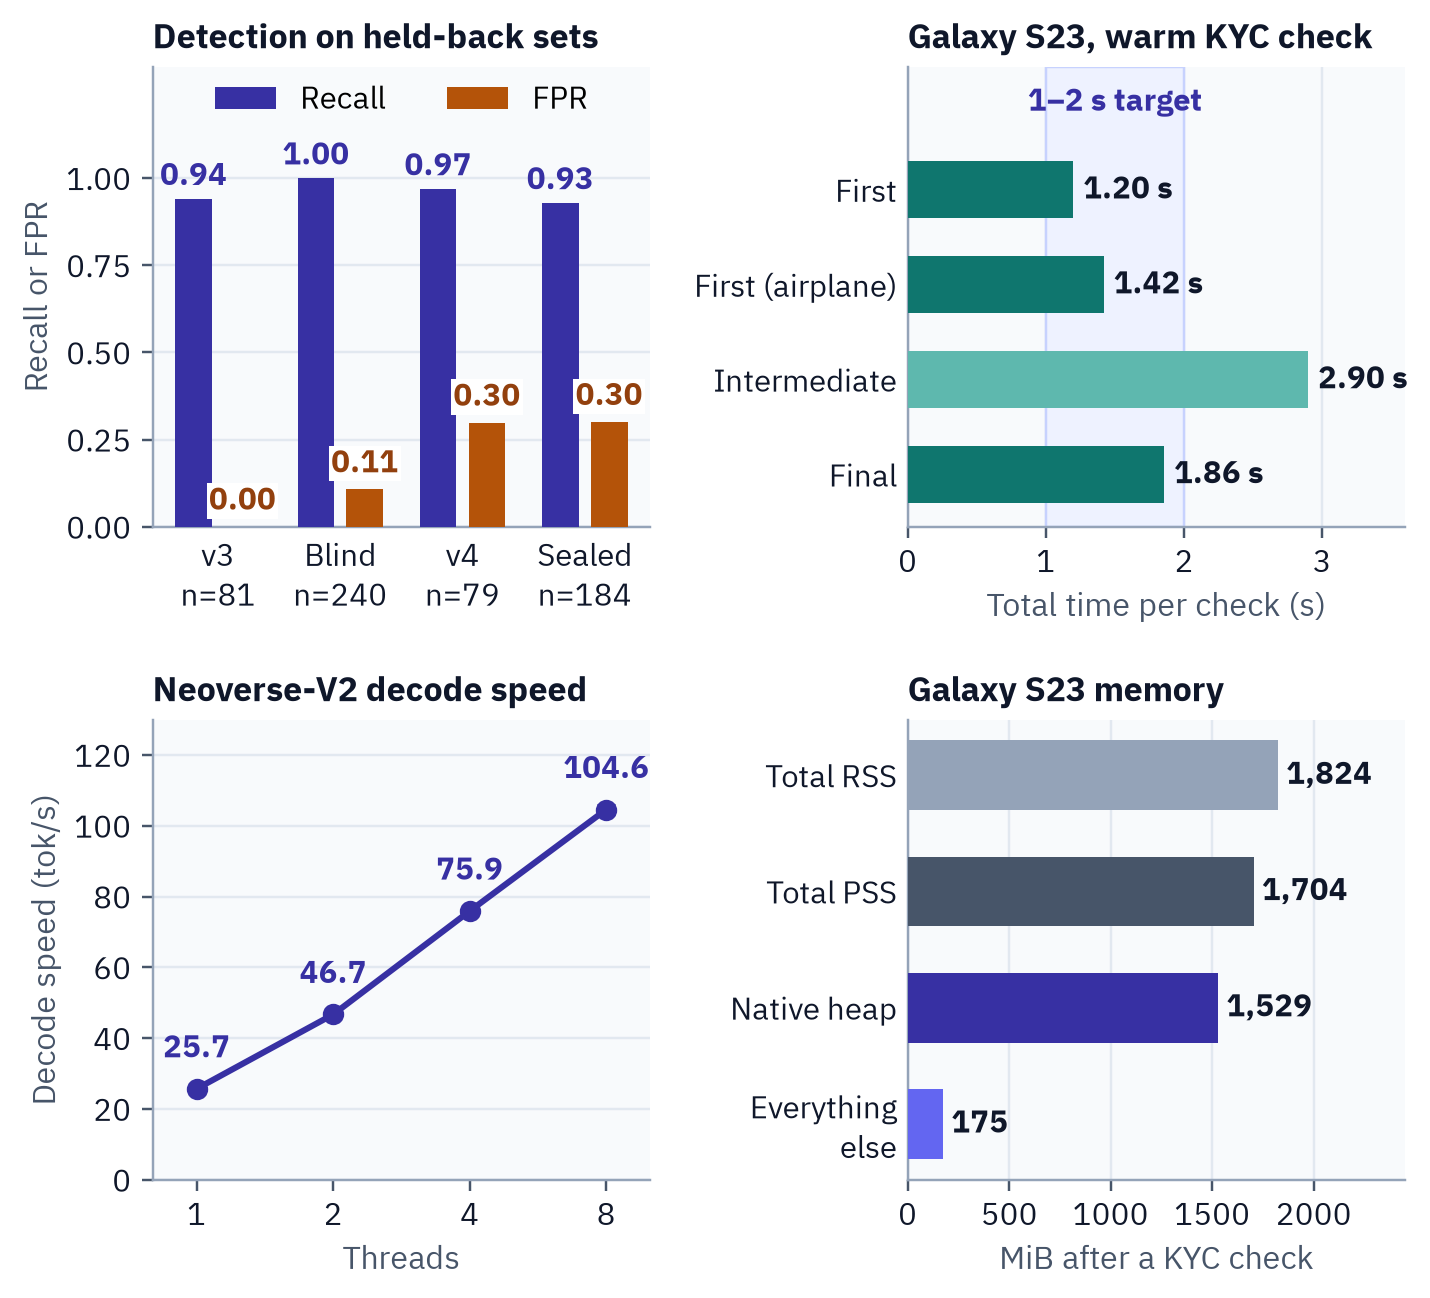 Detection on held-back sets
Recall
FPR
Recall or FPR
1.00
0.75
0.50
0.25
0.00
0.94
1.00
0.97
0.93
0.00
0.11
0.30
0.30
v3
n=81
Blind
n=240
v4
n=79
Sealed
n=184
Galaxy S23, warm KYC check
1–2 s target
First
1.20 s
First (airplane)
1.42 s
Intermediate
2.90 s
Final
1.86 s
0 1 2 3
Total time per check (s)
Neoverse-V2 decode speed
Decode speed (tok/s)
120
100
80
60
40
20
0
25.7
46.7
75.9
104.6
1 2 4 8
Threads
Galaxy S23 memory
Total RSS
1,824
Total PSS
1,704
Native heap
1,529
Everything
else
175
0 500 1000 1500 2000
MiB after a KYC check